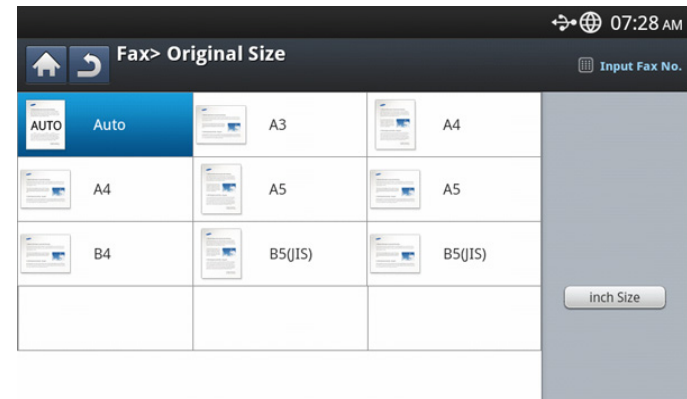 07:28 AM
Fax> Original Size
Input Fax No.
AUTO Auto
A3
A4
A4
A5
A5
B4
B5(JIS)
B5(JIS)
inch Size